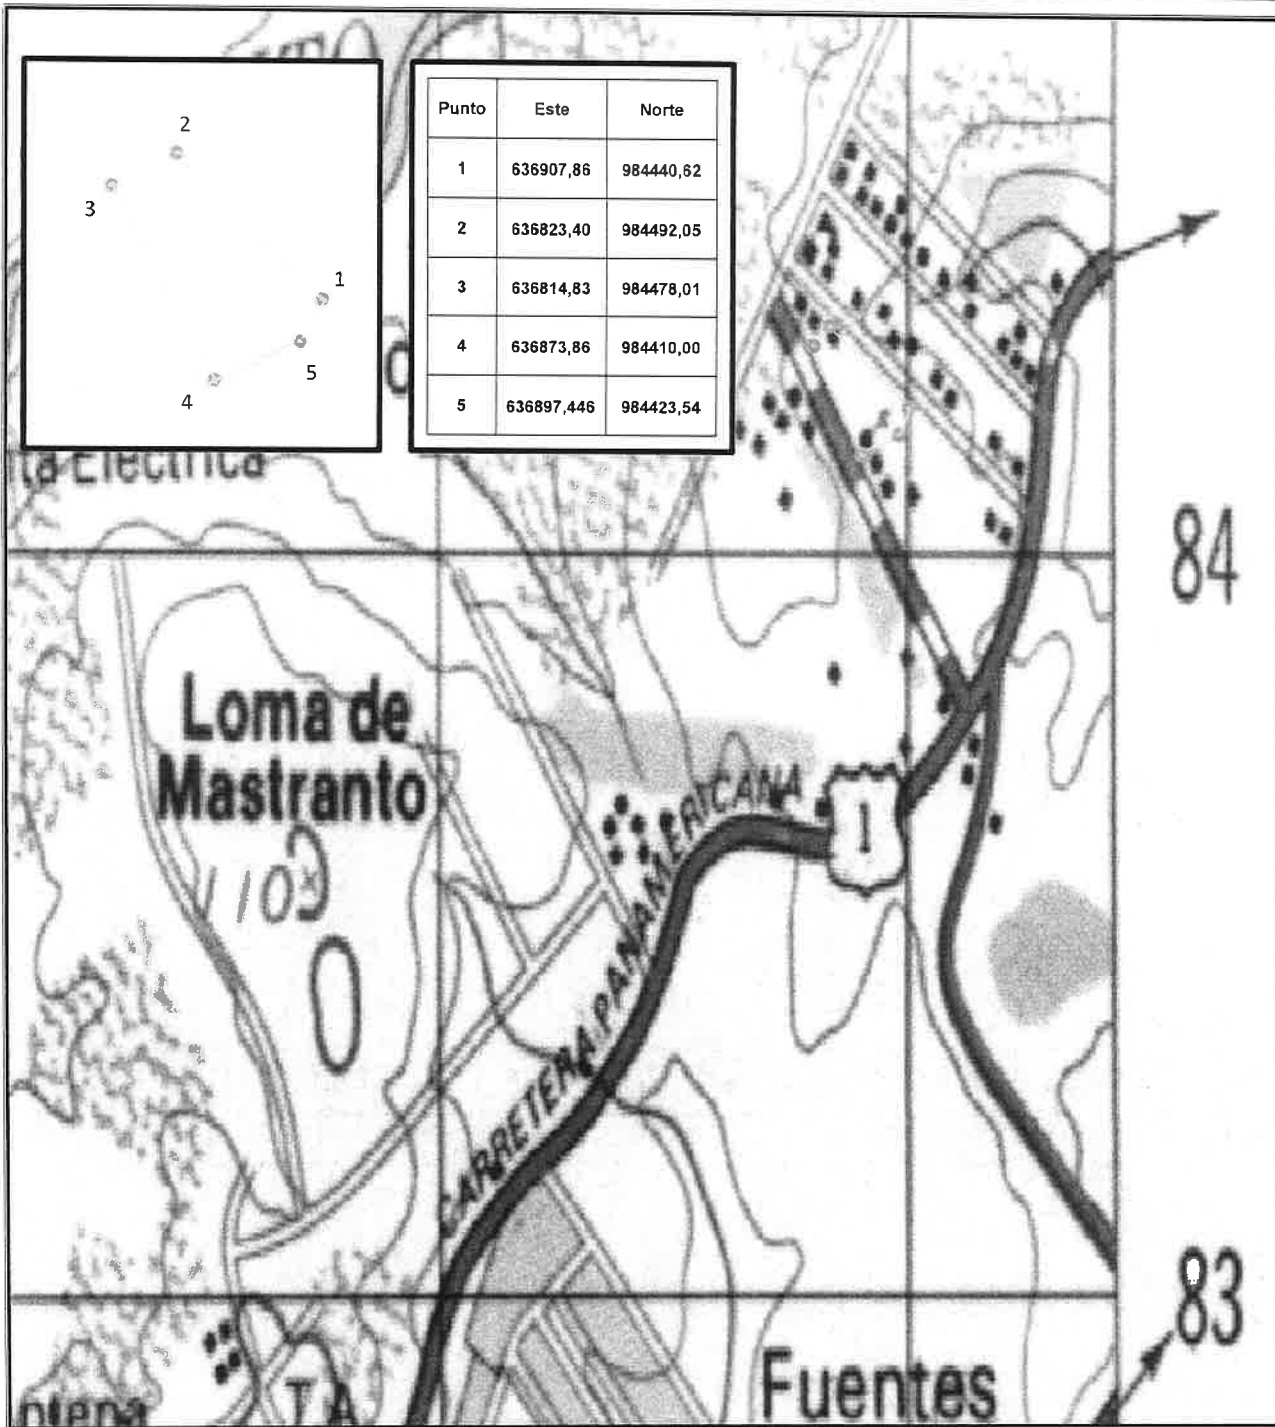 2
3
1
5
4
Punto Este Norte
1 636907,86 984440,62
2 636823,40 984492,05
3 636814,83 984478,01
4 636873,86 984410,00
5 636897,446 984423,54
Eléctrica
84
Loma de
Mastranto
CARRETERA PANAMERICANA
1
83
Fuentes